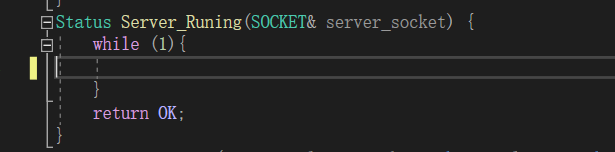 }
Status Server_Runing(SOCKET& server_socket) {
while (1){
}
return OK;
}